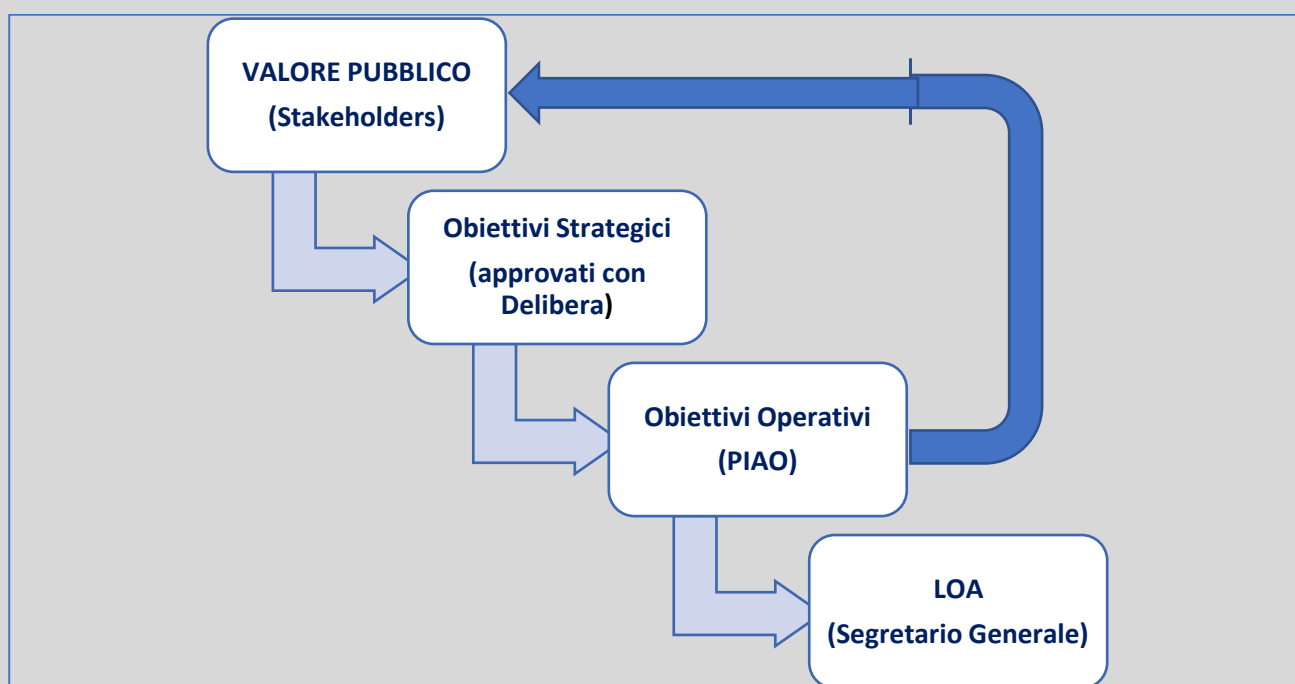 VALORE PUBBLICO
(Stakeholders)
Obiettivi Strategici
(approvati con
Delibera)
Obiettivi Operativi
(PIAO)
LOA
(Segretario Generale)